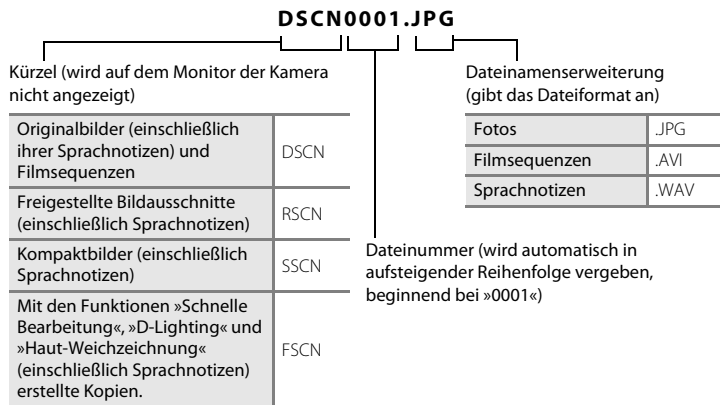 DSCN0001.JPG
Kürzel (wird auf dem Monitor der Kamera
nicht angezeigt)
Originalbilder (einschließlich
ihrer Sprachnotizen) und
Filmsequenzen
DSCN
Freigestellte Bildausschnitte
(einschließlich Sprachnotizen)
RSCN
Kompaktbilder (einschließlich
Sprachnotizen)
SSCN
Mit den Funktionen »Schnelle
Bearbeitung«, »D-Lighting« und
»Haut-Weichzeichnung«
(einschließlich Sprachnotizen)
erstellte Kopien.
FSCN
Dateinummer (wird automatisch in
aufsteigender Reihenfolge vergeben,
beginnend bei »0001«)
Dateinamenserweiterung
(gibt das Dateiformat an)
Fotos .JPG
Filmsequenzen .AVI
Sprachnotizen .WAV